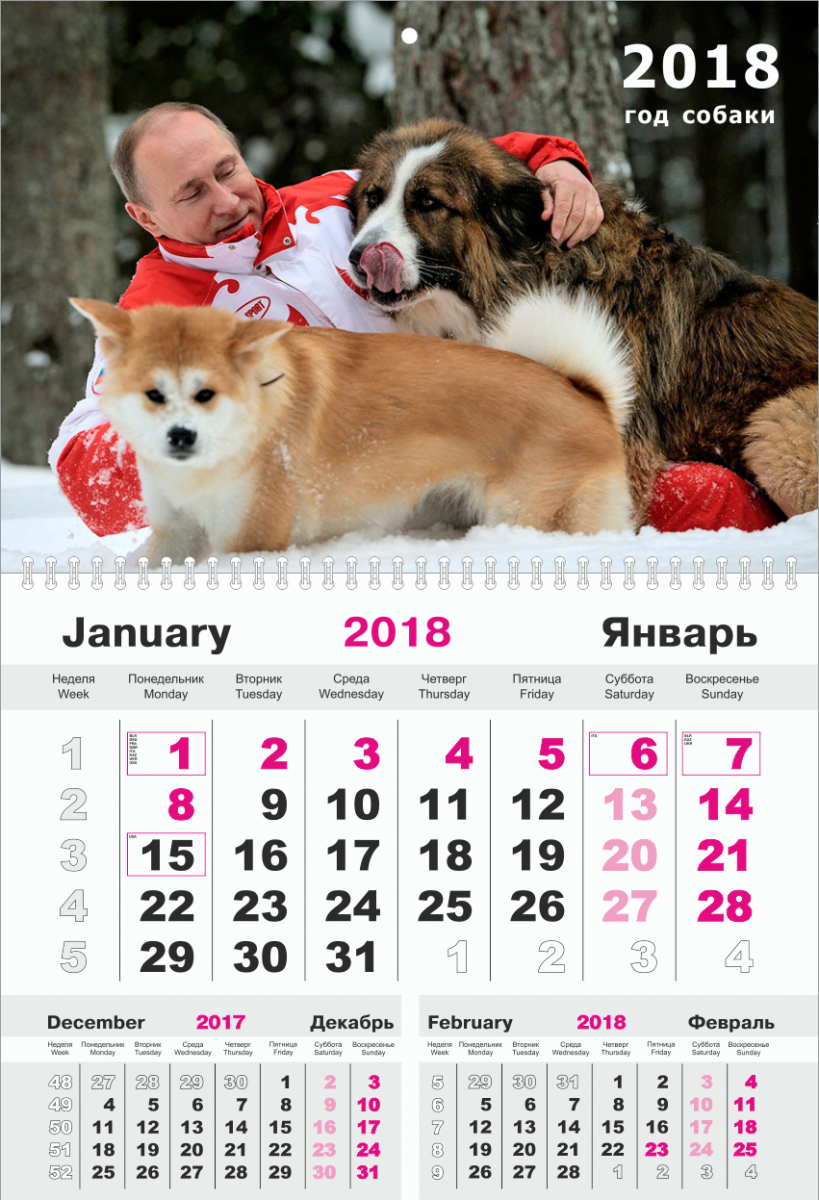 2018
год собаки
SPORT
January 2018 Январь
Неделя Понедельник Вторник Среда Четверг Пятница Суббота Воскресенье
Week Monday Tuesday Wednesday Thursday Friday Saturday Sunday
1 1 2 3 4 5 6 7
2 8 9 10 11 12 13 14
3 15 16 17 18 19 20 21
4 22 23 24 25 26 27 28
5 29 30 31 1 2 3 4
December 2017 Декабрь
Неделя Понедельник Вторник Среда Четверг Пятница Суббота Воскресенье
Week Monday Tuesday Wednesday Thursday Friday Saturday Sunday
48 27 28 29 30 1 2 3
49 4 5 6 7 8 9 10
50 11 12 13 14 15 16 17
51 18 19 20 21 22 23 24
52 25 26 27 28 29 30 31
February 2018 Февраль
Неделя Понедельник Вторник Среда Четверг Пятница Суббота Воскресенье
Week Monday Tuesday Wednesday Thursday Friday Saturday Sunday
5 29 30 31 1 2 3 4
6 5 6 7 8 9 10 11
7 12 13 14 15 16 17 18
8 19 20 21 22 23 24 25
9 26 27 28 1 2 3 4